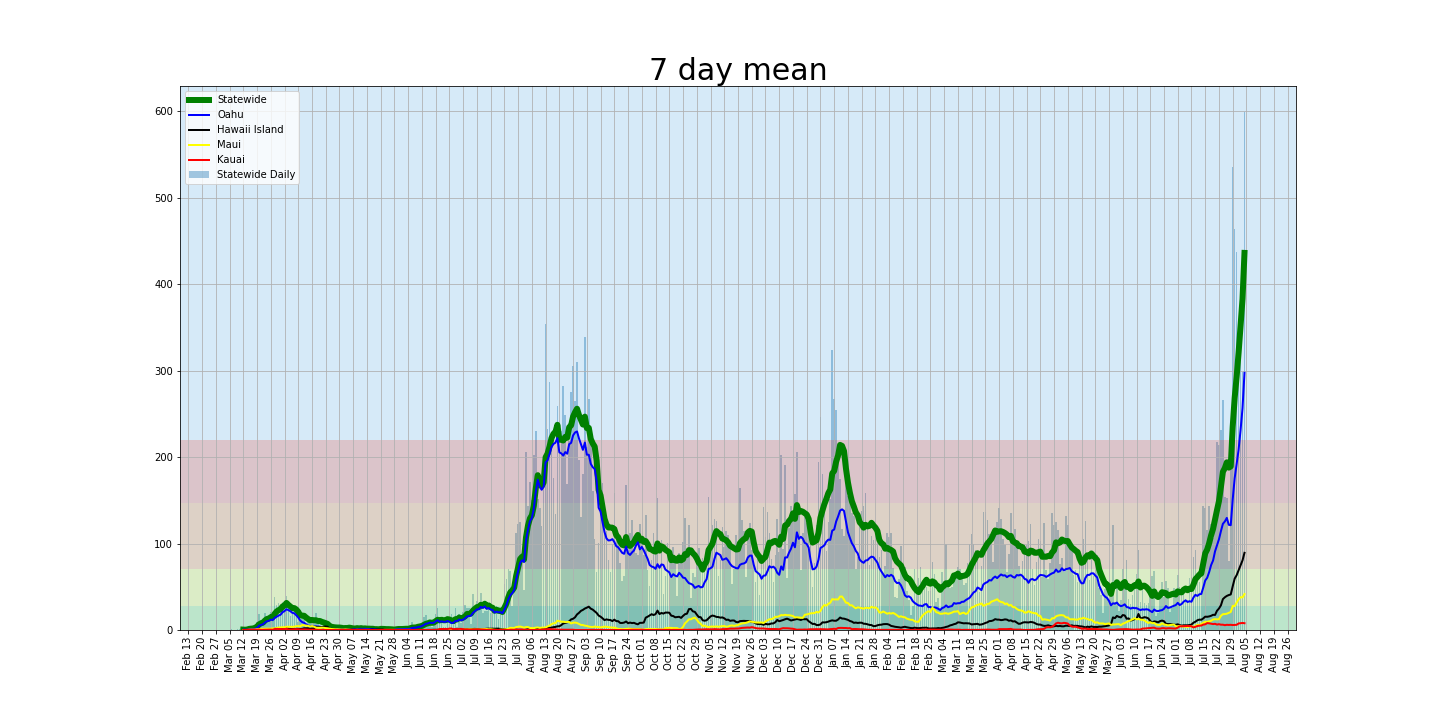 7 day mean
600
500
400
300
200
100
0
Statewide
Oahu
Hawaii Island
Maui
Kauai
Statewide Daily
Feb 13
Feb 20
Feb 27
Mar 05
Mar 12
Mar 19
Mar 26
Apr 02
Apr 09
Apr 16
Apr 23
Apr 30
May 07
May 14
May 21
May 28
Jun 04
Jun 11
Jun 18
Jun 25
Jul 02
Jul 09
Jul 16
Jul 23
Jul 30
Aug 06
Aug 13
Aug 20
Aug 27
Sep 03
Sep 10
Sep 17
Sep 24
Oct 01
Oct 08
Oct 15
Oct 22
Oct 29
Nov 05
Nov 12
Nov 19
Nov 26
Dec 03
Dec 10
Dec 17
Dec 24
Dec 31
Jan 07
Jan 14
Jan 21
Jan 28
Feb 04
Feb 11
Feb 18
Feb 25
Mar 04
Mar 11
Mar 18
Mar 25
Apr 01
Apr 08
Apr 15
Apr 22
Apr 29
May 06
May 13
May 20
May 27
Jun 03
Jun 10
Jun 17
Jun 24
Jul 01
Jul 08
Jul 15
Jul 22
Jul 29
Aug 05
Aug 12
Aug 19
Aug 26